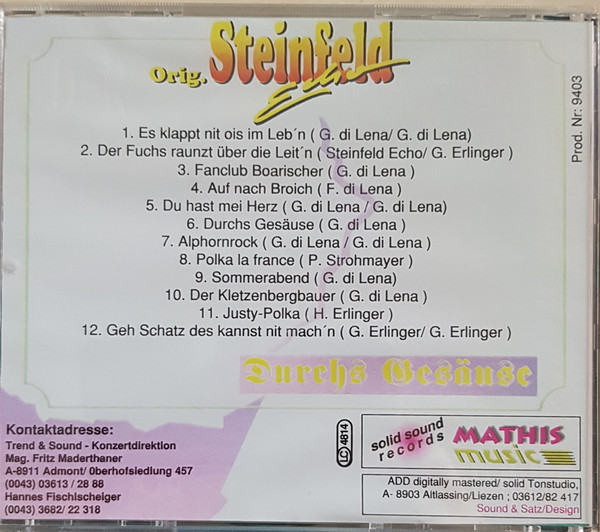 Orig. Steinfeld
Echo
Prod. Nr: 9403
1. Es klappt nit ois im Leb´n ( G. di Lena/ G. di Lena)
2. Der Fuchs raunzt über die Leit´n ( Steinfeld Echo/ G. Erlinger )
3. Fanclub Boarischer ( G. di Lena )
4. Auf nach Broich ( F. di Lena )
5. Du hast mei Herz ( G. di Lena / G. di Lena)
6. Durchs Gesäuse ( G. di Lena )
7. Alphornrock ( G. di Lena / G. di Lena )
8. Polka la france ( P. Strohmayer )
9. Sommerabend ( G. di Lena)
10. Der Kletzenbergbauer ( G. di Lena )
11. Justy-Polka ( H. Erlinger )
12. Geh Schatz des kannst nit mach´n ( G. Erlinger/ G. Erlinger )
Durchs Gesäuse
Kontaktadresse:
Trend & Sound - Konzertdirektion
Mag. Fritz Maderthaner
A-8911 Admont/ 0berhofsiedlung 457
(0043) 03613 / 28 88
Hannes Fischlscheiger
(0043) 3682/ 22 318
LC 4814
solid sound
records
MATHIS
music
ADD digitally mastered/ solid Tonstudio,
A- 8903 Altlassing/Liezen ; 03612/82 417
Sound & Satz/Design